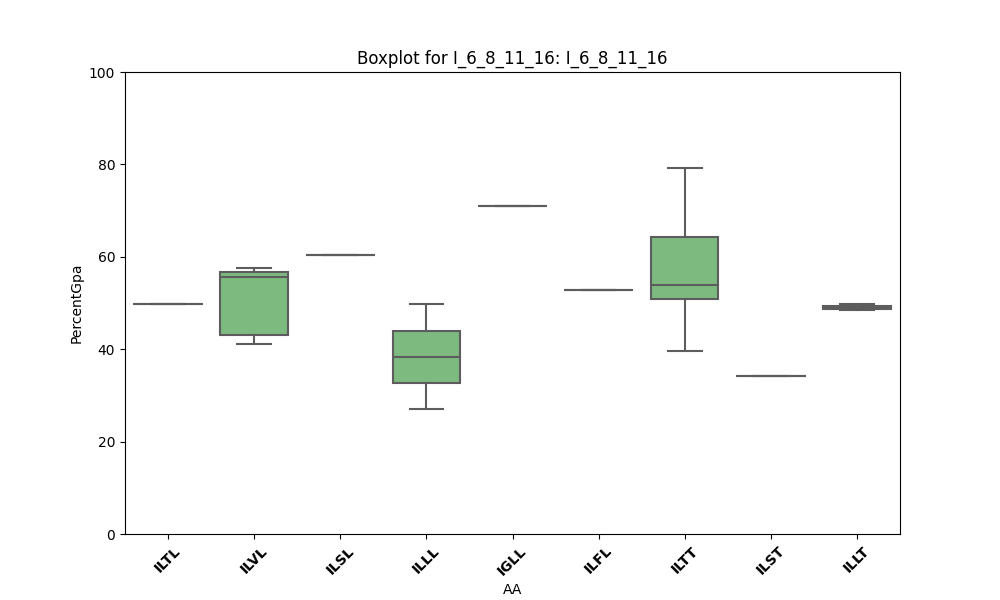 Boxplot for I_6_8_11_16: I_6_8_11_16
PercentGpa
100
80
60
40
20
0
ILTL
ILVL
ILSL
ILLL
IGLL
ILFL
ILTT
ILST
ILLT
AA